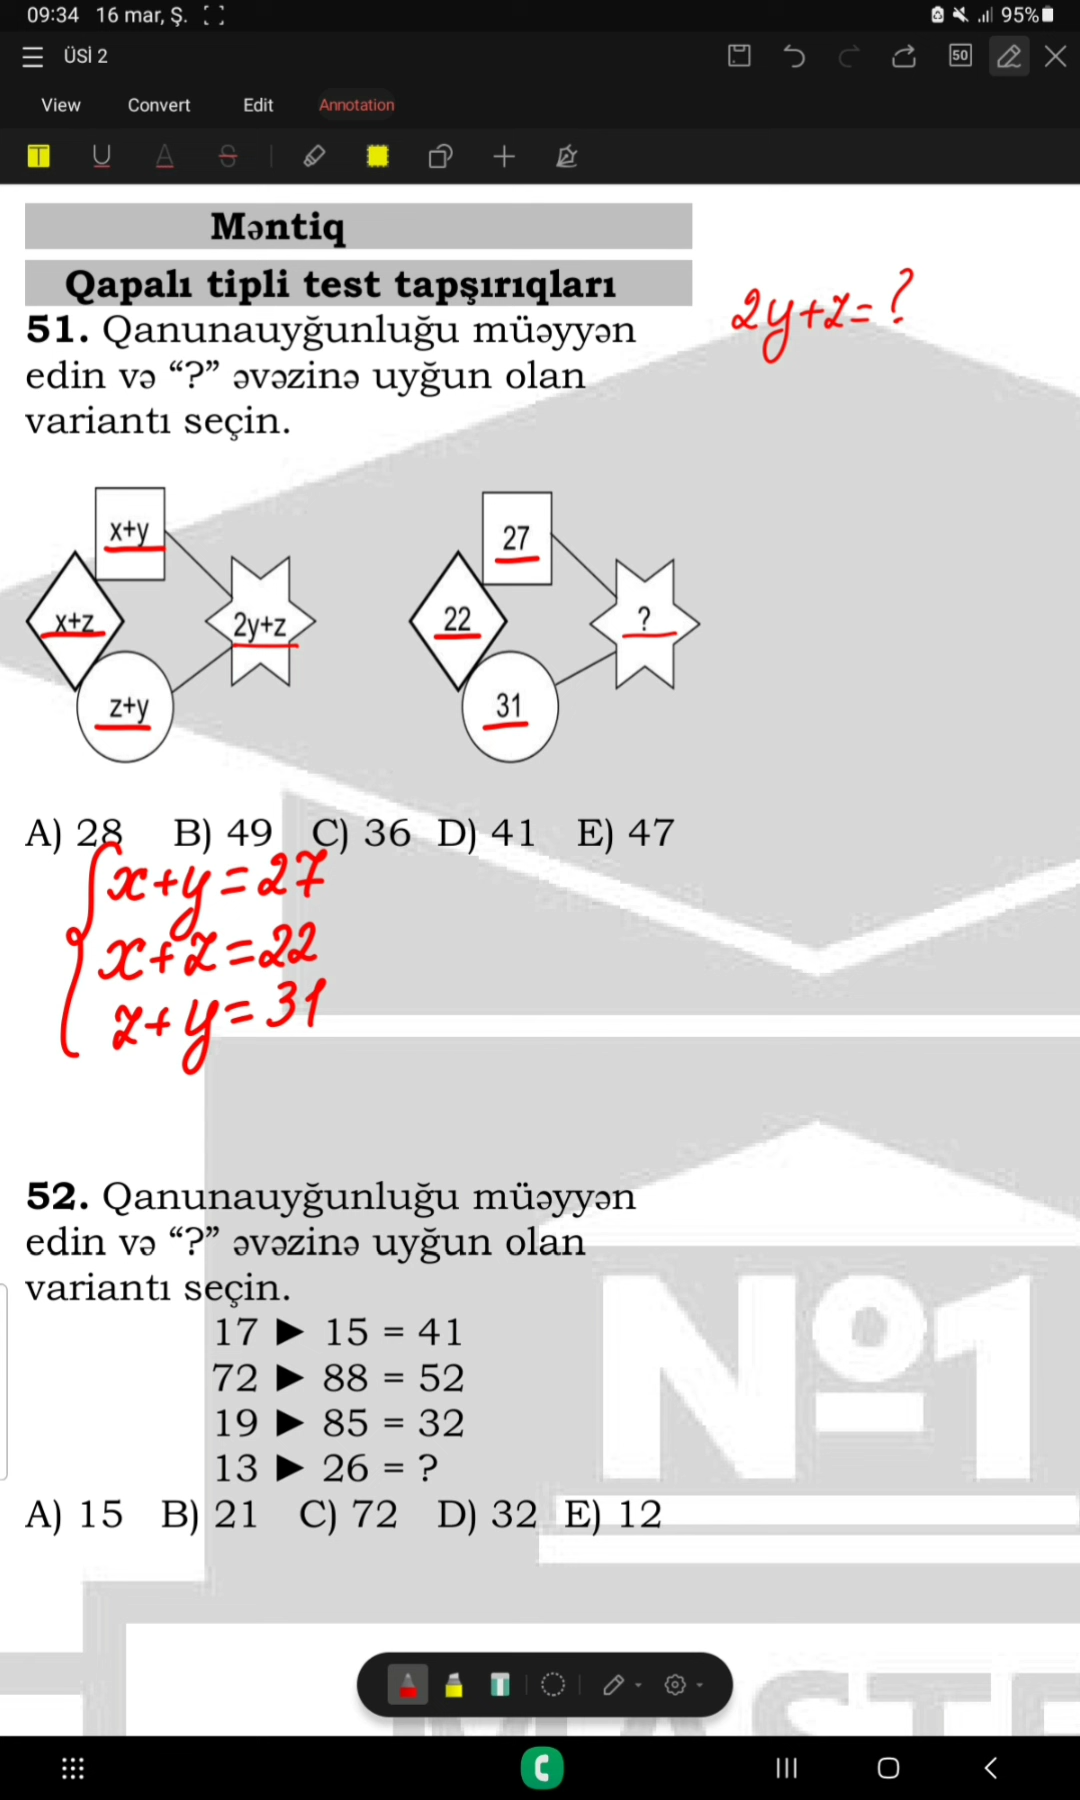 09:34 16 mar, Ş. 95%
ÜSİ 2
50
View Convert Edit Annotation
T U A S
Məntiq
Qapalı tipli test tapşırıqları
2y+z=?
51. Qanunauyğunluğu müəyyən
edin və “?” əvəzinə uyğun olan
variantı seçin.
x+y
x+z
2y+z
z+y
27
22
?
31
A) 28 B) 49 C) 36 D) 41 E) 47
x+y=27
x+z=22
z+y=31
52. Qanunauyğunluğu müəyyən
edin və “?” əvəzinə uyğun olan
variantı seçin.
17 ▶ 15 = 41
72 ▶ 88 = 52
19 ▶ 85 = 32
13 ▶ 26 = ?
A) 15 B) 21 C) 72 D) 32 E) 12
№1